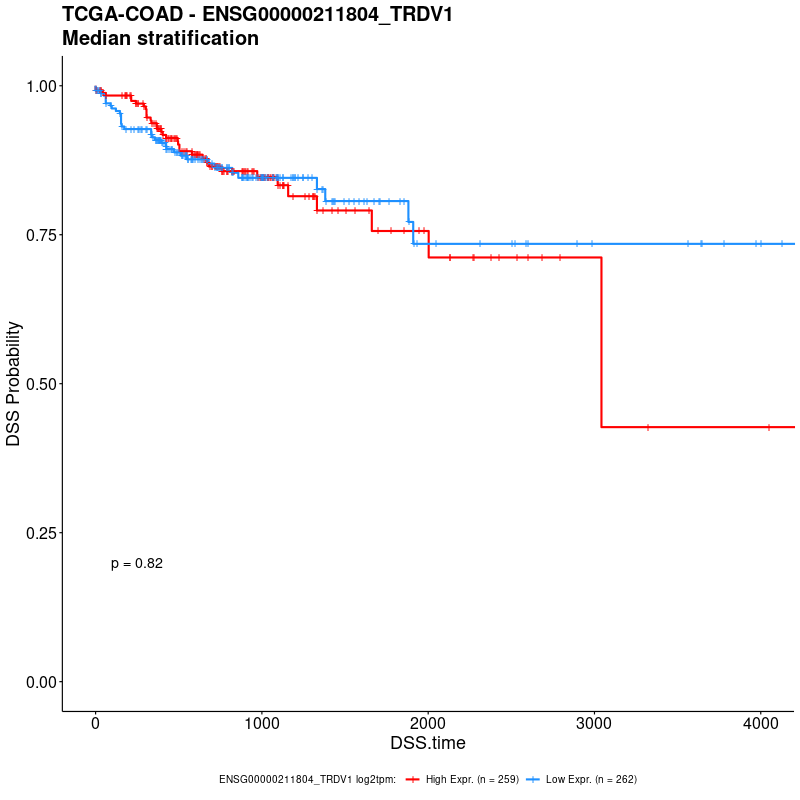 TCGA-COAD - ENSG00000211804_TRDV1
Median stratification
1.00
0.75
0.50
0.25
0.00
DSS Probability
p = 0.82
0 1000 2000 3000 4000
DSS.time
ENSG00000211804_TRDV1 log2tpm: High Expr. (n = 259) Low Expr. (n = 262)